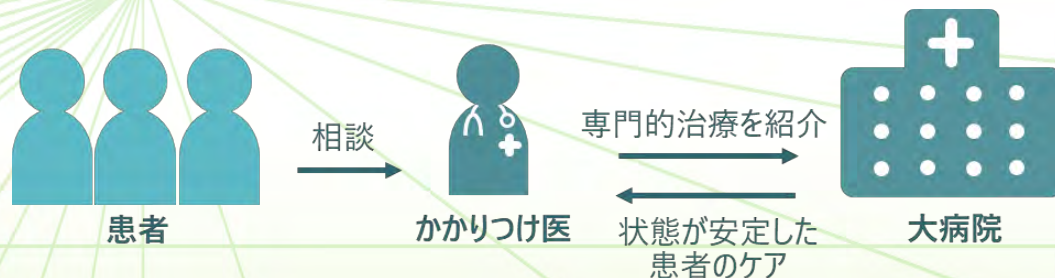 相談
専門的治療を紹介
患者
かかりつけ医
状態が安定した
患者のケア
大病院